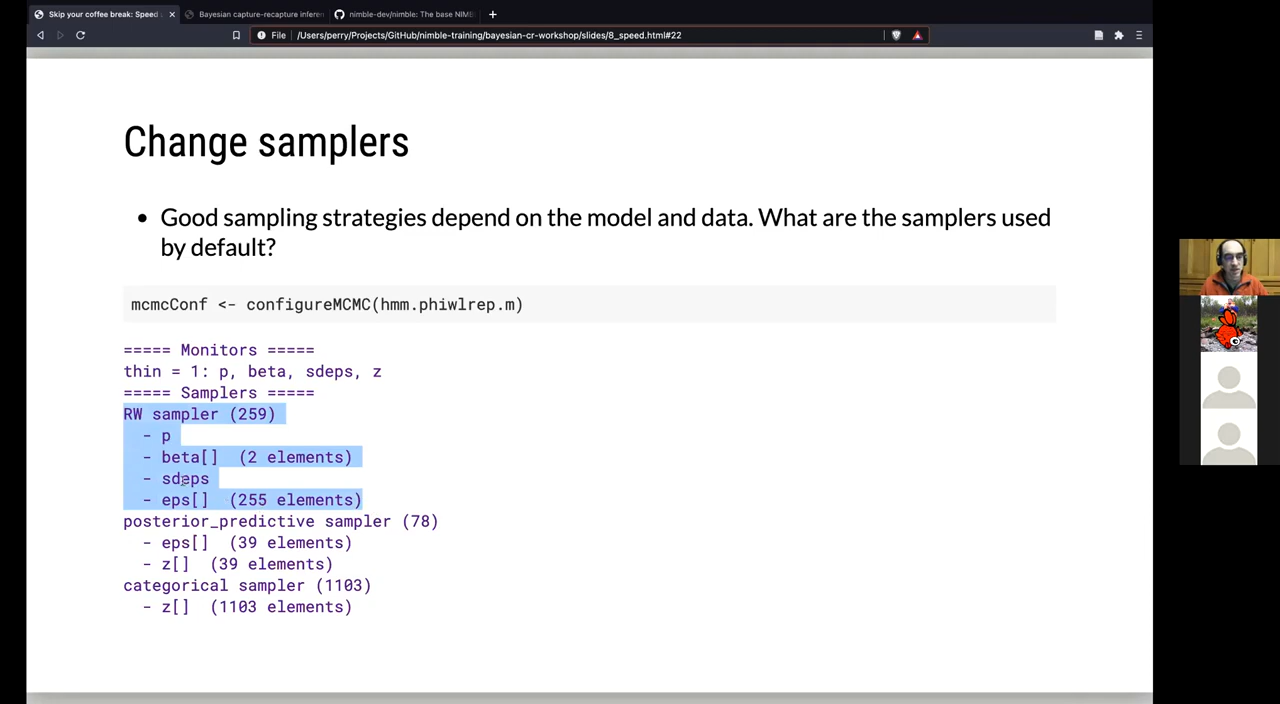 Skip your coffee break: Speed
Bayesian capture-recapture infere
nimble-dev/nimble: The base NIMB
File /Users/perry/Projects/GitHub/nimble-training/bayesian-cr-workshop/slides/8_speed.html#22
Change samplers
• Good sampling strategies depend on the model and data. What are the samplers used
by default?
mcmcConf <- configureMCMC(hmm.phiwlrep.m)
===== Monitors =====
thin = 1: p, beta, sdeps, z
===== Samplers =====
RW sampler (259)
- p
- beta[] (2 elements)
- sdeps
- eps[] (255 elements)
posterior_predictive sampler (78)
- eps[] (39 elements)
- z[] (39 elements)
categorical sampler (1103)
- z[] (1103 elements)